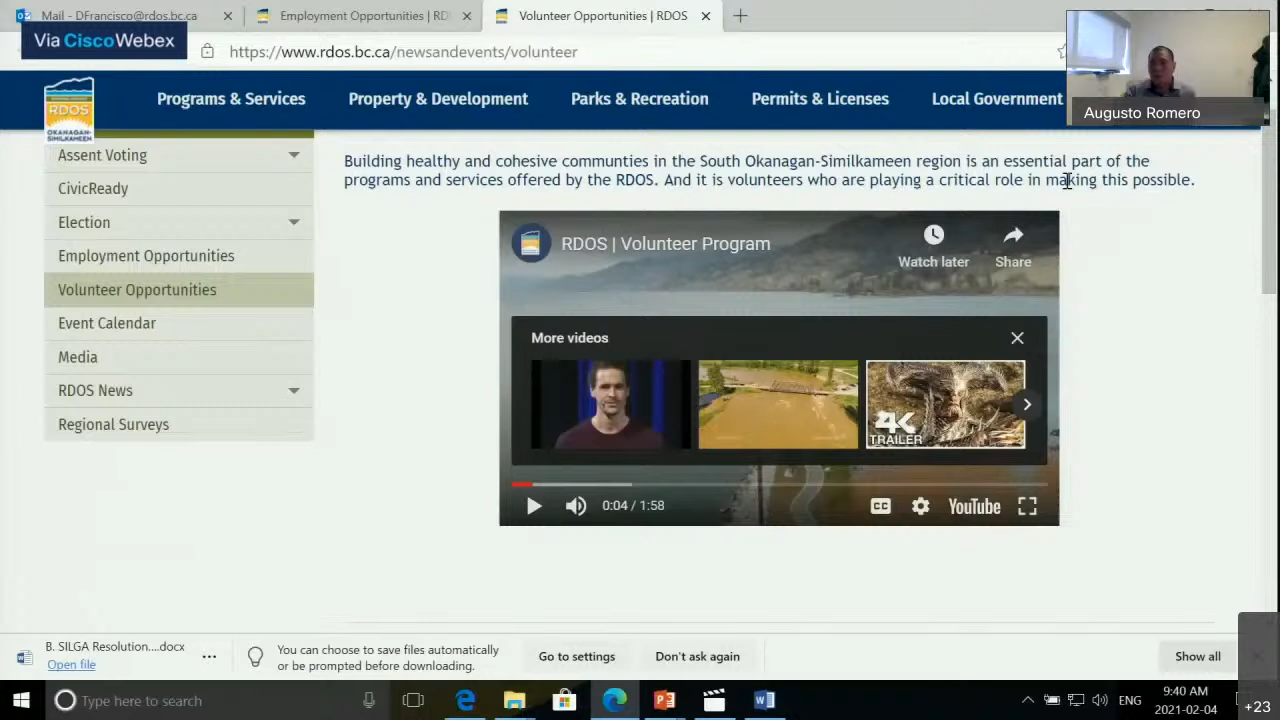 Mail - DFrancisco@rdos.bc.ca
Employment Opportunities | RD
Volunteer Opportunities | RDOS
Via Cisco Webex
https://www.rdos.bc.ca/newsandevents/volunteer
RDOS
OKANAGAN-
SIMILKAMEEN
Programs & Services
Property & Development
Parks & Recreation
Permits & Licenses
Local Government
Augusto Romero
Assent Voting
CivicReady
Election
Employment Opportunities
Volunteer Opportunities
Event Calendar
Media
RDOS News
Regional Surveys
Building healthy and cohesive communties in the South Okanagan-Similkameen region is an essential part of the
programs and services offered by the RDOS. And it is volunteers who are playing a critical role in making this possible.
RDOS | Volunteer Program
Watch later
Share
More videos
4K
TRAILER
0:04 / 1:58
CC
YouTube
B. SILGA Resolution....docx
Open file
You can choose to save files automatically
or be prompted before downloading.
Go to settings
Don't ask again
Show all
Type here to search
ENG
9:40 AM
2021-02-04
+23